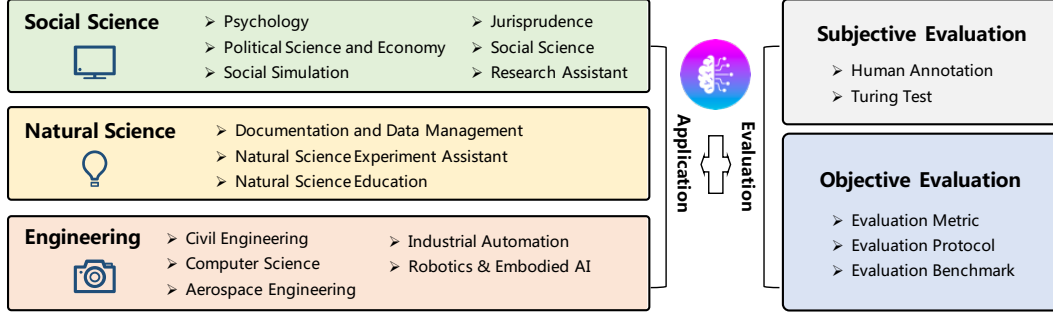 Social Science
➢ Psychology
➢ Political Science and Economy
➢ Social Simulation
➢ Jurisprudence
➢ Social Science
➢ Research Assistant
Natural Science
➢ Documentation and Data Management
➢ Natural Science Experiment Assistant
➢ Natural Science Education
Engineering
➢ Civil Engineering
➢ Computer Science
➢ Aerospace Engineering
➢ Industrial Automation
➢ Robotics & Embodied AI
Application
Evaluation
Subjective Evaluation
➢ Human Annotation
➢ Turing Test
Objective Evaluation
➢ Evaluation Metric
➢ Evaluation Protocol
➢ Evaluation Benchmark